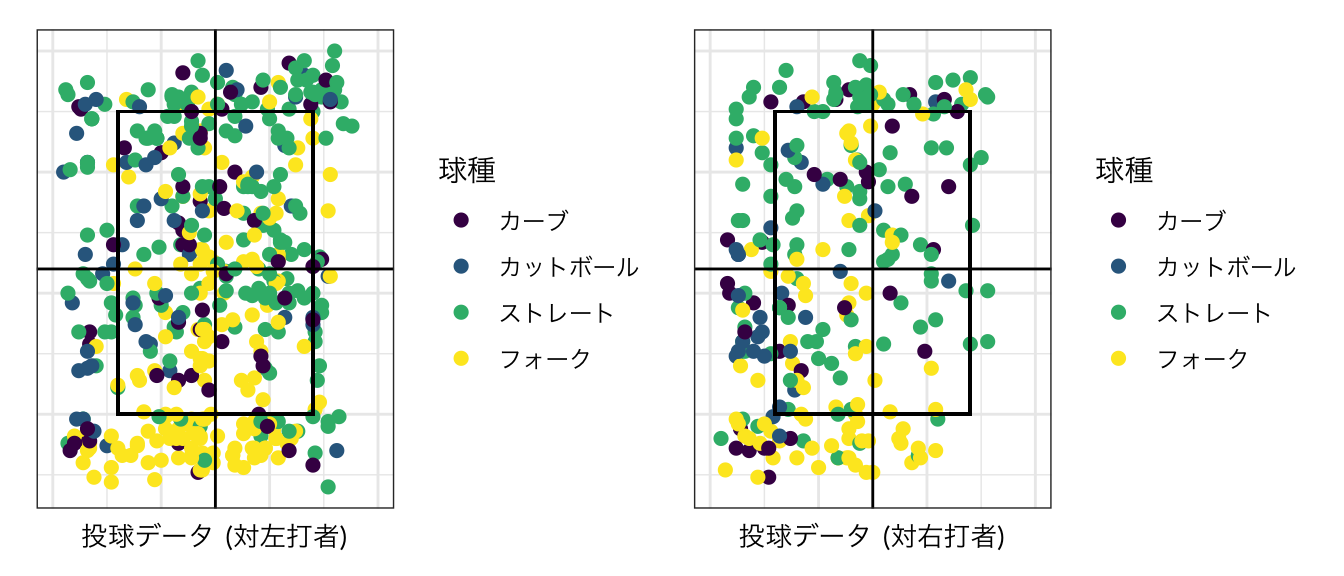 球種
カーブ
カットボール
ストレート
フォーク
投球データ (対左打者)
球種
カーブ
カットボール
ストレート
フォーク
投球データ (対右打者)